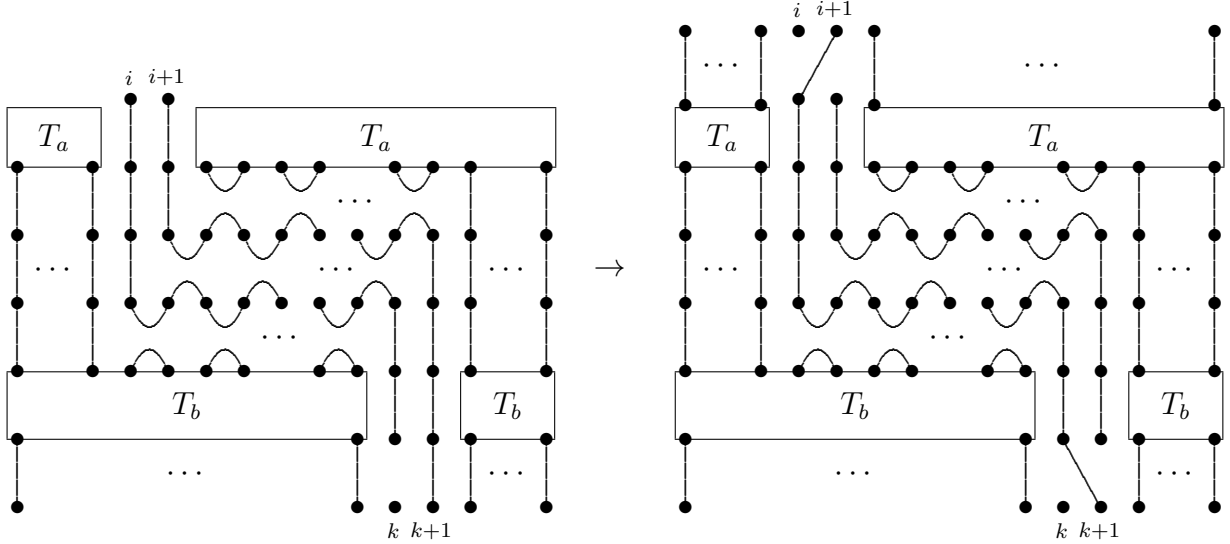 i i+1
i i+1
T_a T_a
T_a T_a
. . .
. . .
. . .
. . .
. . . . . . . . .
→
. . . . . . . . .
. . .
. . .
T_b T_b
T_b T_b
. . . . . .
. . . . . .
k k+1
k k+1